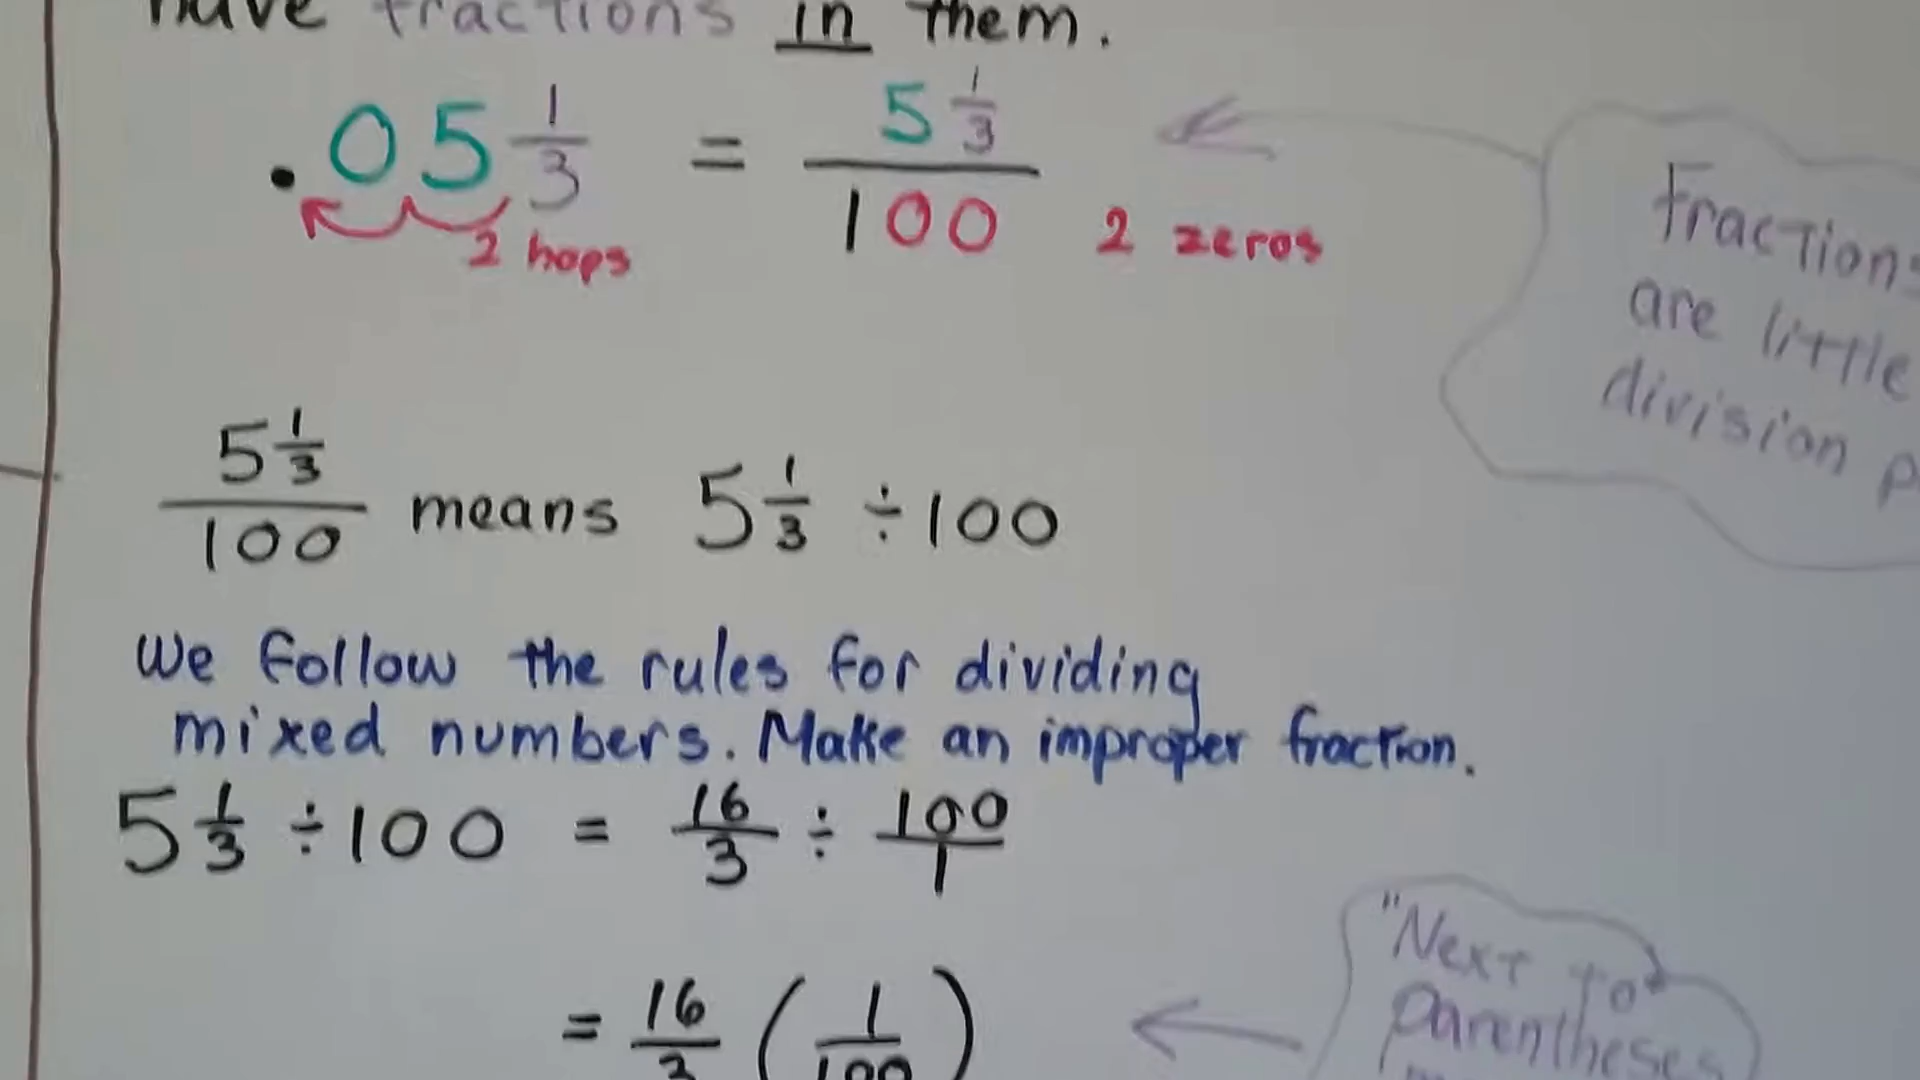 have fractions in them.
.05 1/3 = 5 1/3 / 100
2 hops
2 zeros
Fractions
are little
division
5 1/3 / 100 means 5 1/3 ÷ 100
We follow the rules for dividing
mixed numbers. Make an improper fraction.
5 1/3 ÷ 100 = 16/3 ÷ 100/1
= 16/3 (1/100)
"Next to"
Parentheses